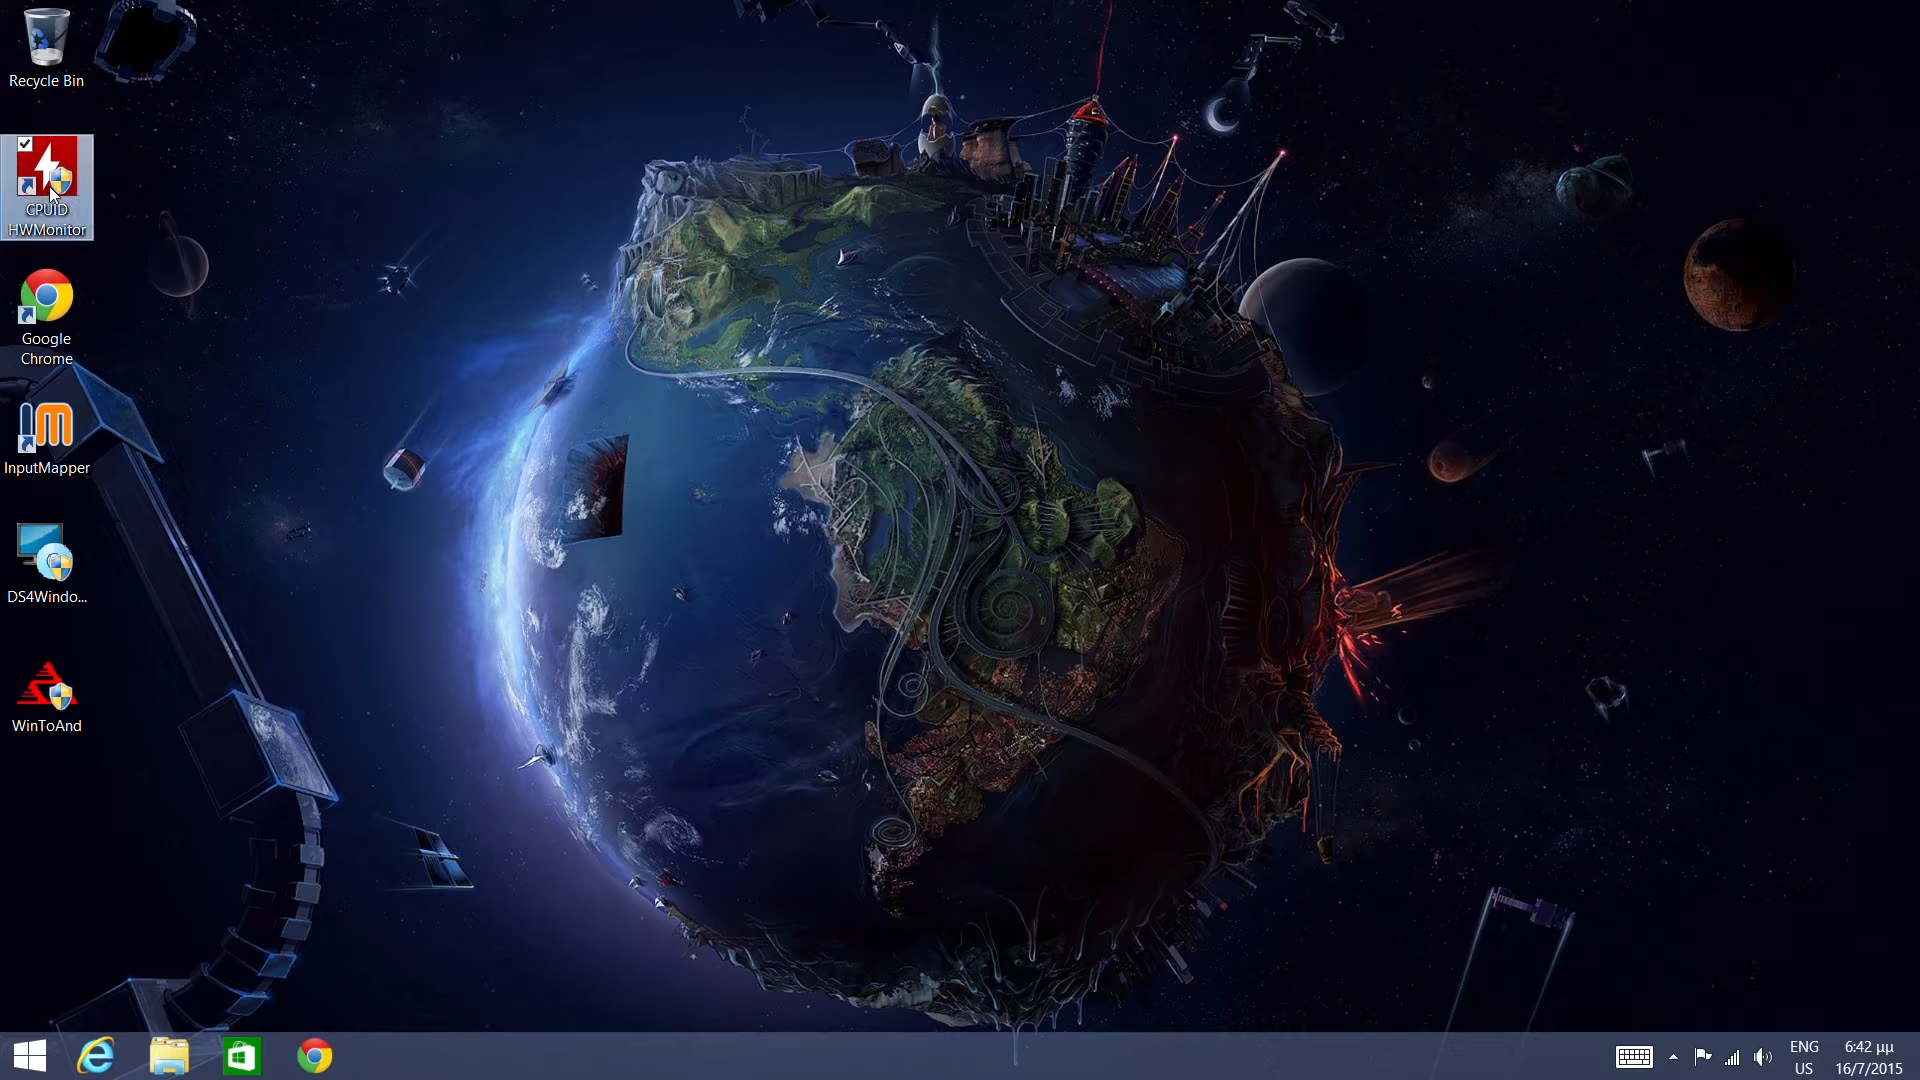 Recycle Bin
CPUID
HWMonitor
Google
Chrome
InputMapper
DS4Windo...
WinToAnd
ENG
US
6:42 μμ
16/7/2015